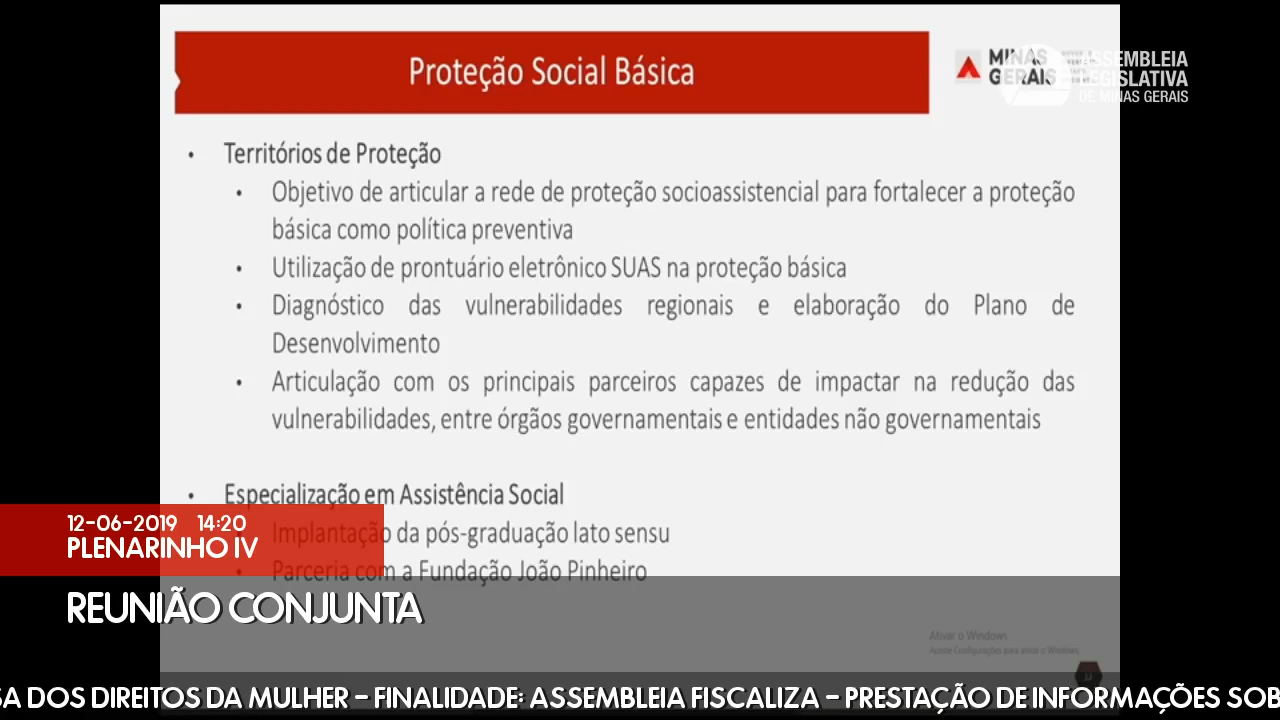 Proteção Social Básica
MINAS
GERAIS
ASSEMBLEIA
LEGISLATIVA
DE MINAS GERAIS
• Territórios de Proteção
• Objetivo de articular a rede de proteção socioassistencial para fortalecer a proteção
básica como política preventiva
• Utilização de prontuário eletrônico SUAS na proteção básica
• Diagnóstico das vulnerabilidades regionais e elaboração do Plano de
Desenvolvimento
• Articulação com os principais parceiros capazes de impactar na redução das
vulnerabilidades, entre órgãos governamentais e entidades não governamentais
• Especialização em Assistência Social
Implantação da pós-graduação lato sensu
• Parceria com a Fundação João Pinheiro
12-06-2019 14:20
PLENARINHO IV
REUNIÃO CONJUNTA
Ativar o Windows
Acesse Configurações para ativar o Windows.
SA DOS DIREITOS DA MULHER - FINALIDADE: ASSEMBLEIA FISCALIZA - PRESTAÇÃO DE INFORMAÇÕES SOB